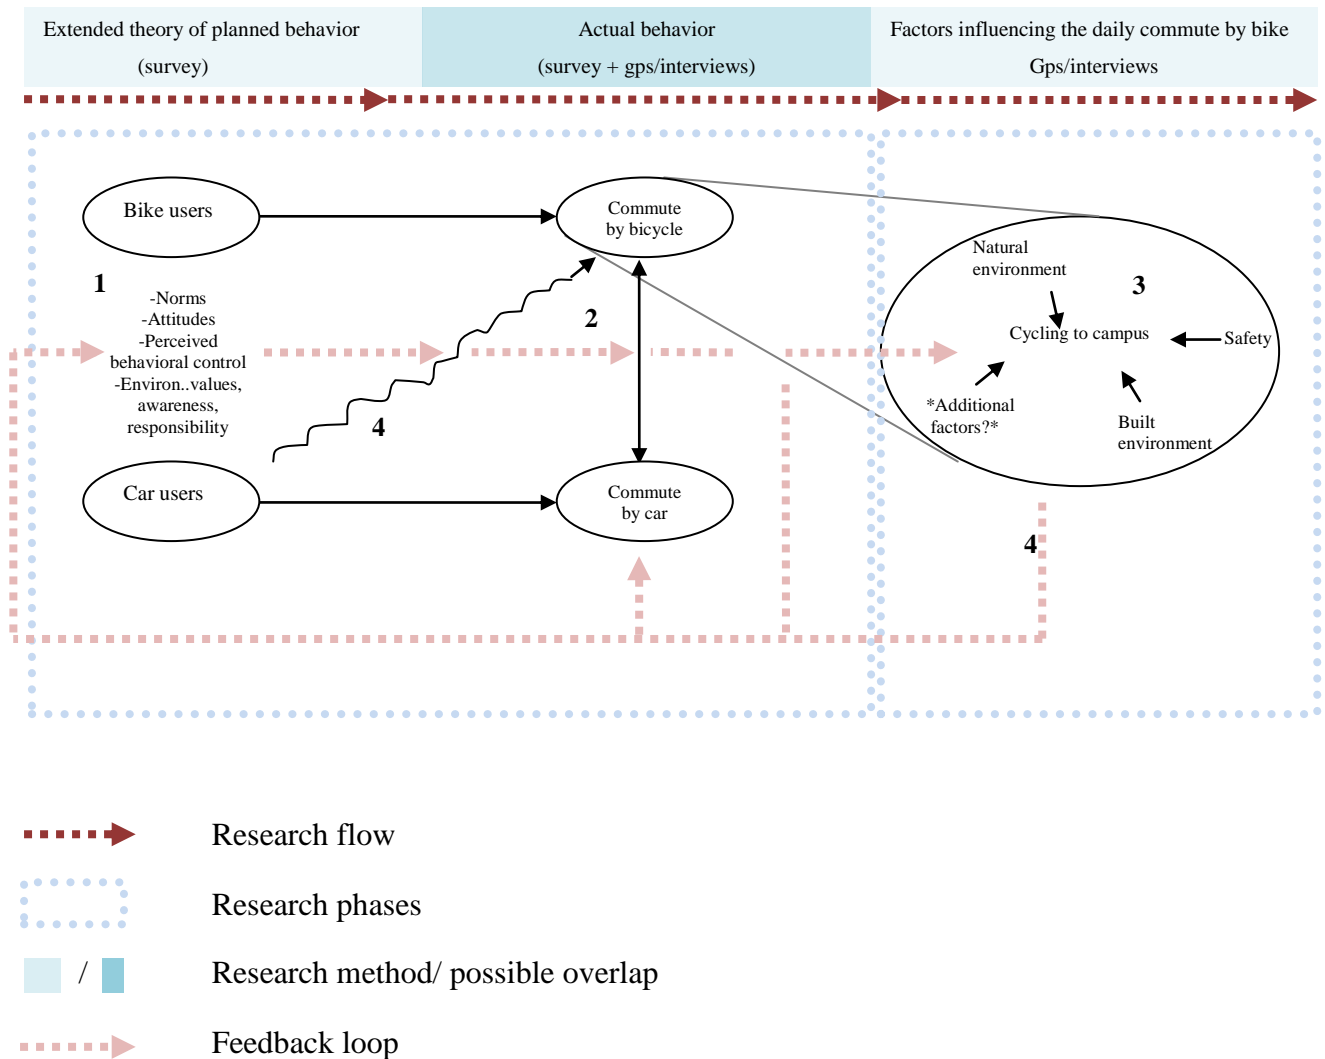 Extended theory of planned behavior
(survey)
Actual behavior
(survey + gps/interviews)
Factors influencing the daily commute by bike
Gps/interviews
Bike users
Commute
by bicycle
1
-Norms
-Attitudes
-Perceived
behavioral control
-Environ..values,
awareness,
responsibility
2
4
Car users
Commute
by car
Natural
environment
3
Cycling to campus
Safety
*Additional
factors?*
Built
environment
4
Research flow
Research phases
/
Research method/ possible overlap
Feedback loop